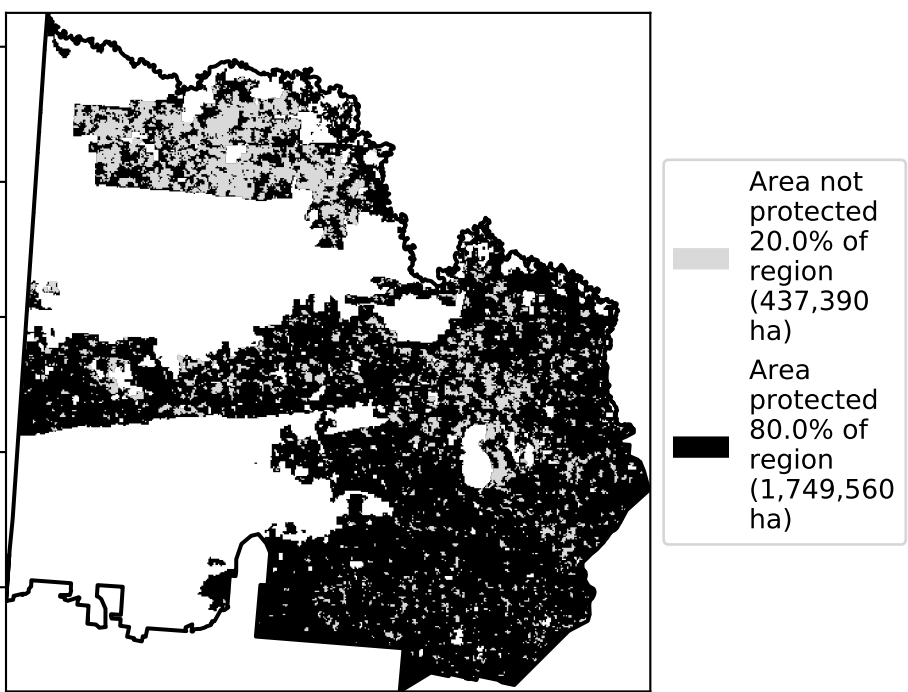 Area not
protected
20.0% of
region
(437,390
ha)
Area
protected
80.0% of
region
(1,749,560
ha)